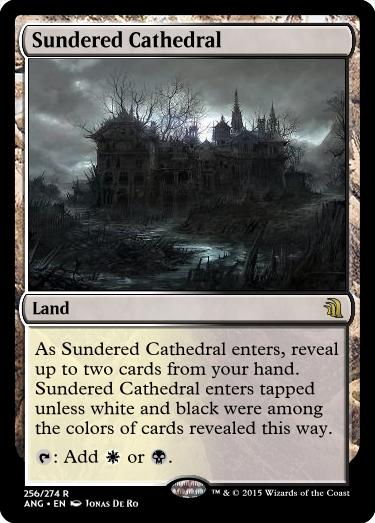 Sundered Cathedral
Land
As Sundered Cathedral enters, reveal
up to two cards from your hand.
Sundered Cathedral enters tapped
unless white and black were among
the colors of cards revealed this way.
: Add or .
256/274 R
ANG • EN Jonas De Ro
™ & © 2015 Wizards of the Coast